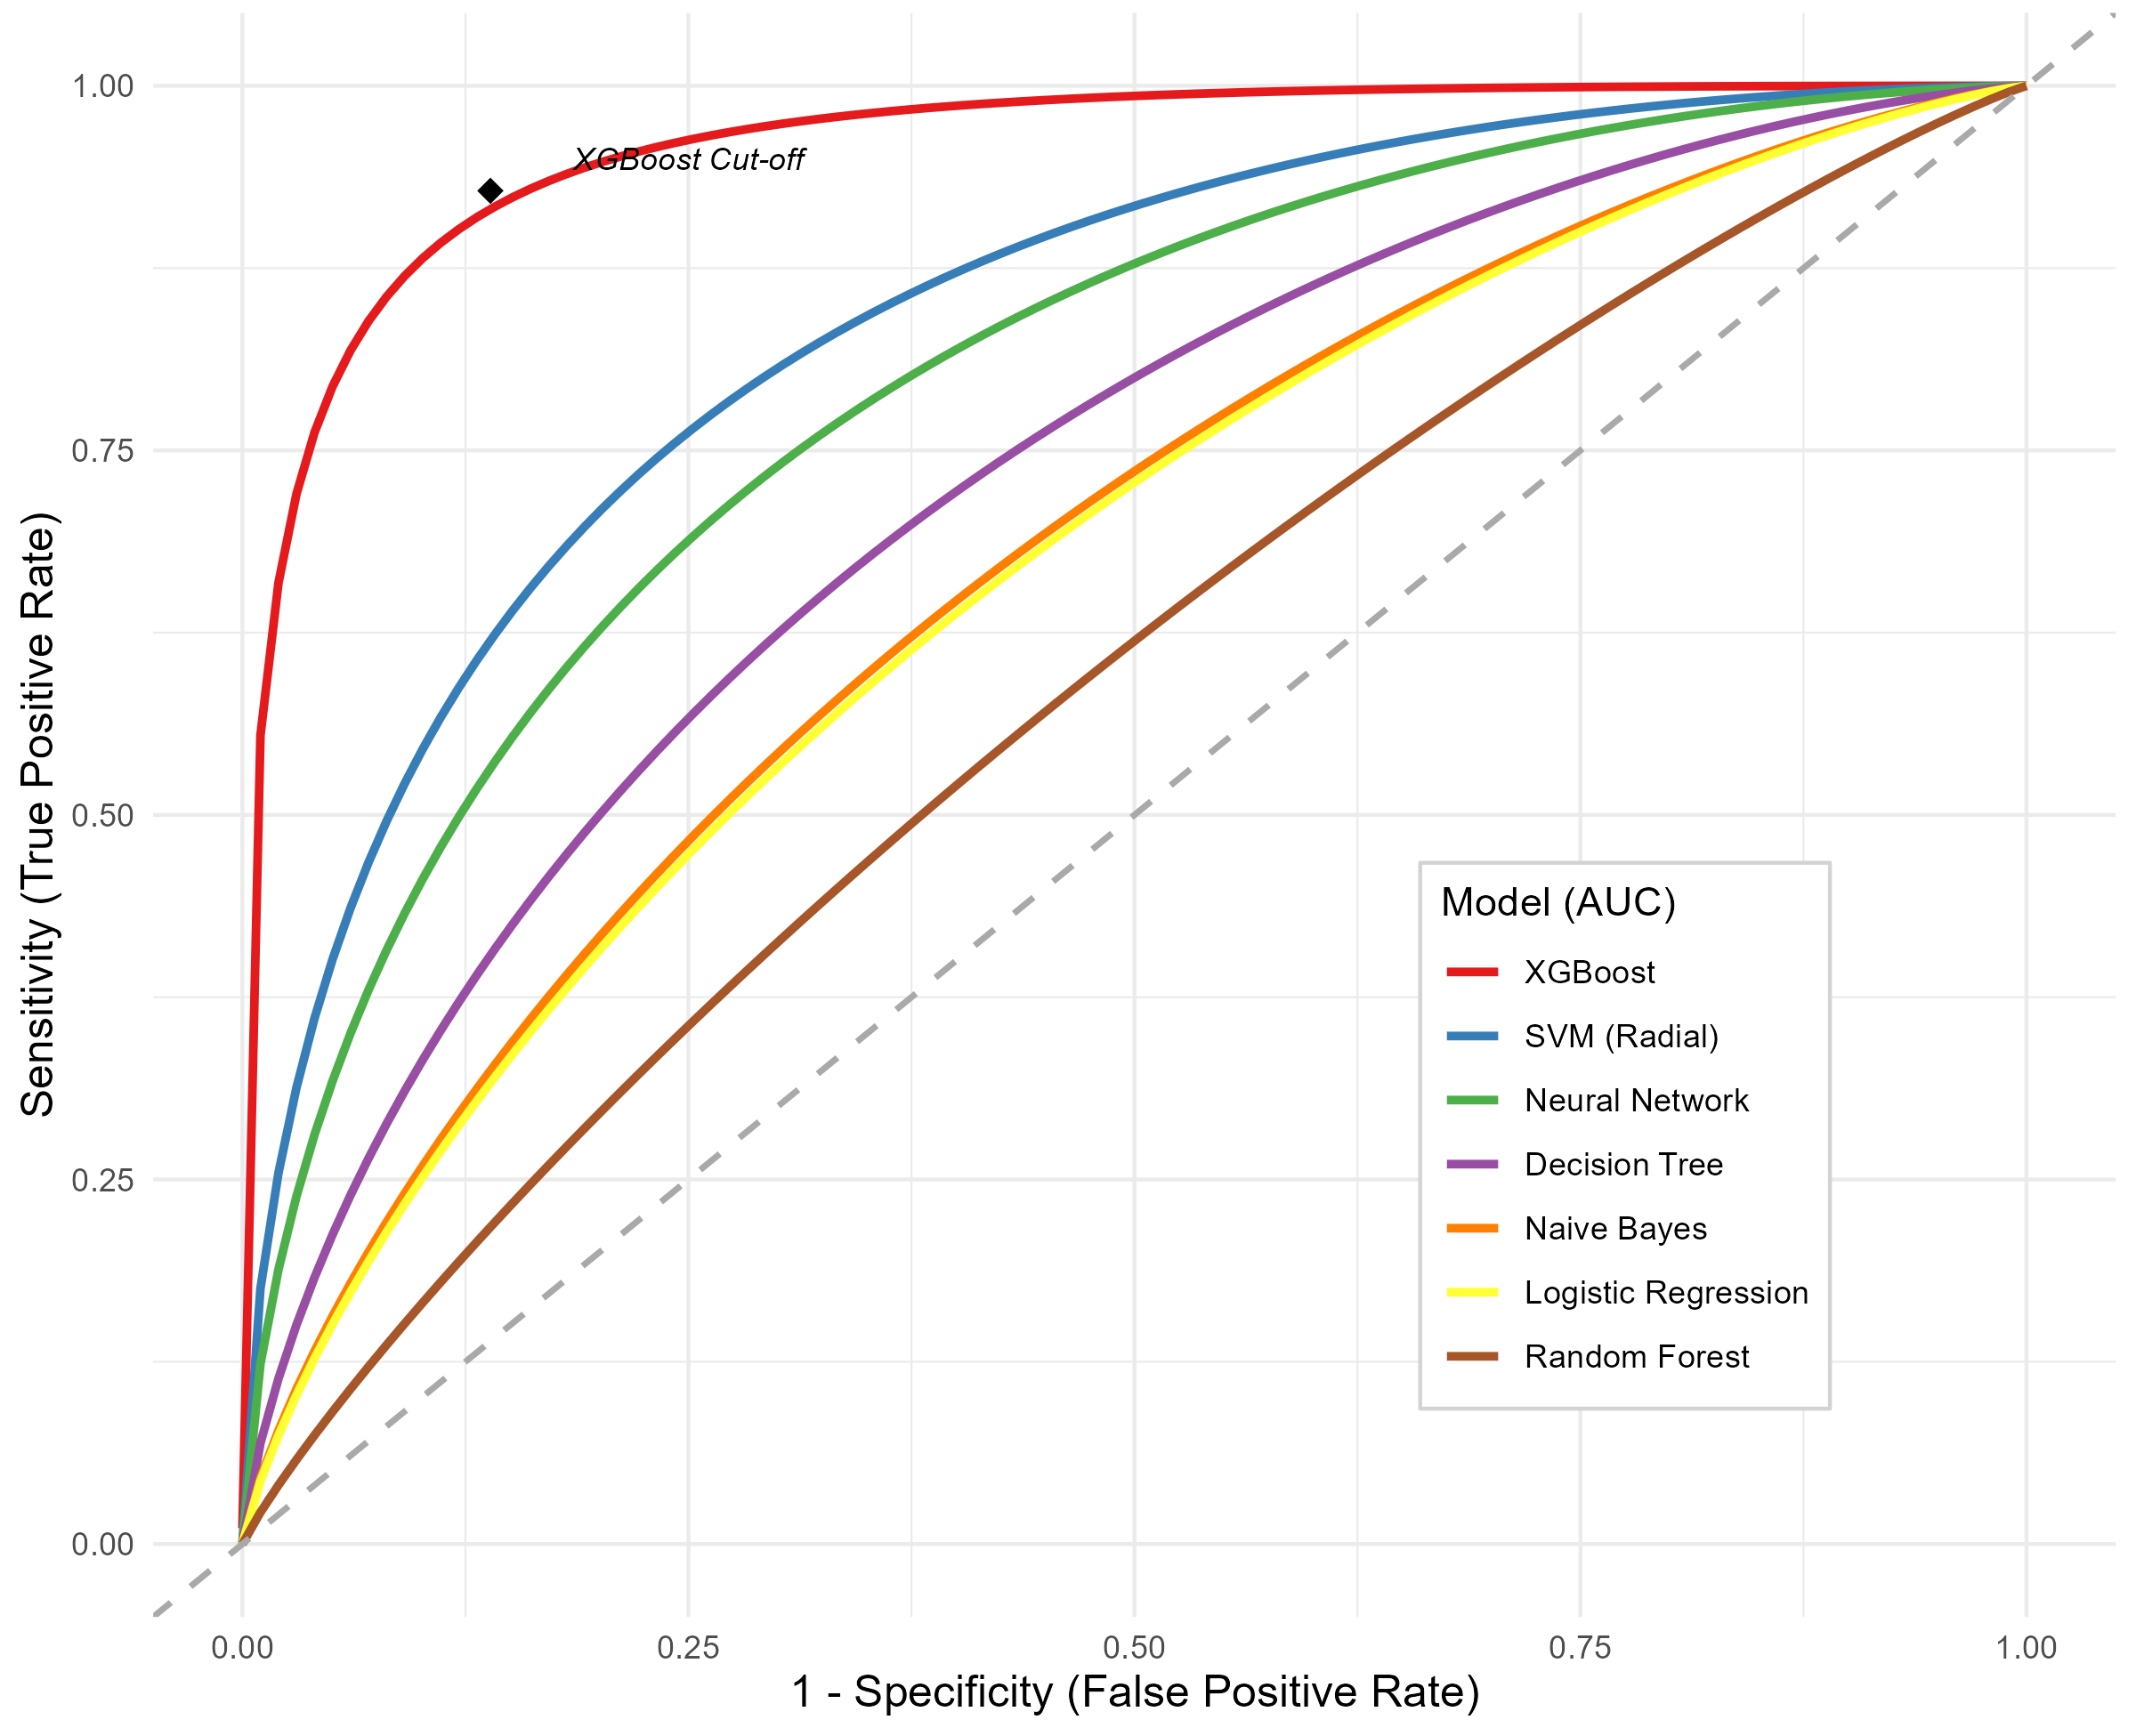 1.00
0.75
0.50
0.25
0.00
Sensitivity (True Positive Rate)
XGBoost Cut-off
Model (AUC)
XGBoost
SVM (Radial)
Neural Network
Decision Tree
Naive Bayes
Logistic Regression
Random Forest
0.00 0.25 0.50 0.75 1.00
1 - Specificity (False Positive Rate)